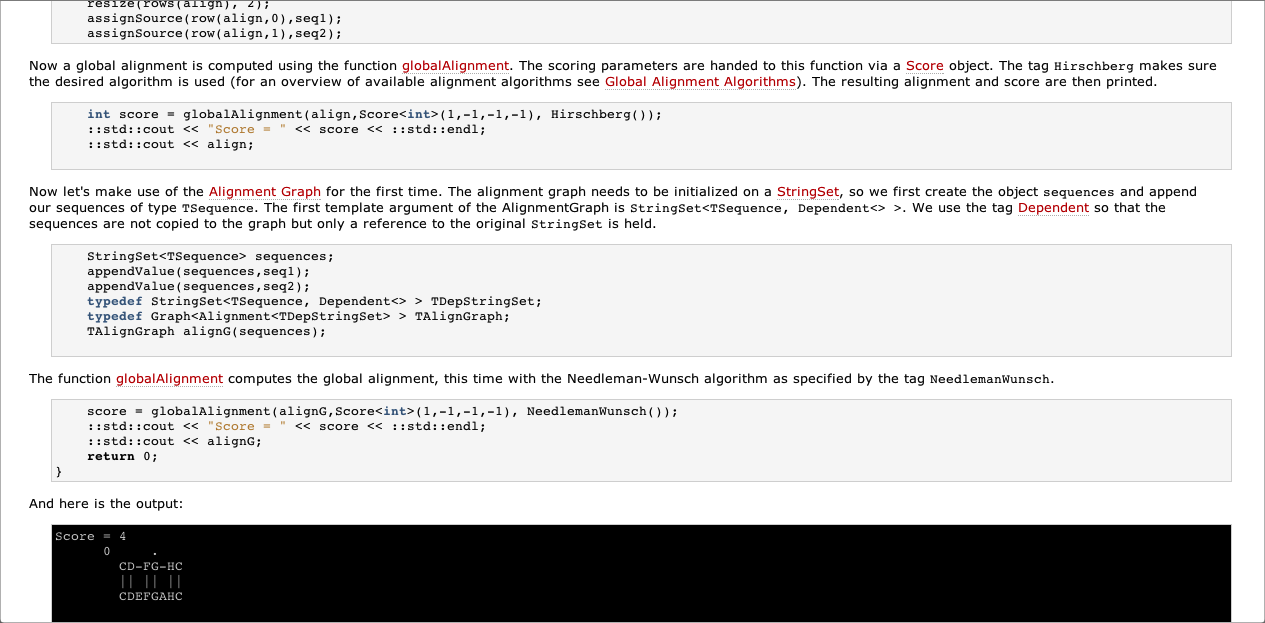 resize(rows(align), 2);
assignSource(row(align,0),seq1);
assignSource(row(align,1),seq2);
Now a global alignment is computed using the function globalAlignment. The scoring parameters are handed to this function via a Score object. The tag Hirschberg makes sure
the desired algorithm is used (for an overview of available alignment algorithms see Global Alignment Algorithms). The resulting alignment and score are then printed.
int score = globalAlignment(align,Score<int>(1,-1,-1,-1), Hirschberg());
::std::cout << "Score = " << score << ::std::endl;
::std::cout << align;
Now let's make use of the Alignment Graph for the first time. The alignment graph needs to be initialized on a StringSet, so we first create the object sequences and append
our sequences of type TSequence. The first template argument of the AlignmentGraph is StringSet<TSequence, Dependent<> >. We use the tag Dependent so that the
sequences are not copied to the graph but only a reference to the original StringSet is held.
StringSet<TSequence> sequences;
appendValue(sequences,seq1);
appendValue(sequences,seq2);
typedef StringSet<TSequence, Dependent<> > TDepStringSet;
typedef Graph<Alignment<TDepStringSet> > TAlignGraph;
TAlignGraph alignG(sequences);
The function globalAlignment computes the global alignment, this time with the Needleman-Wunsch algorithm as specified by the tag NeedlemanWunsch.
score = globalAlignment(alignG,Score<int>(1,-1,-1,-1), NeedlemanWunsch());
::std::cout << "Score = " << score << ::std::endl;
::std::cout << alignG;
return 0;
}
And here is the output:
Score = 4
0     .
CD-FG-HC
|| || ||
CDEFGAHC